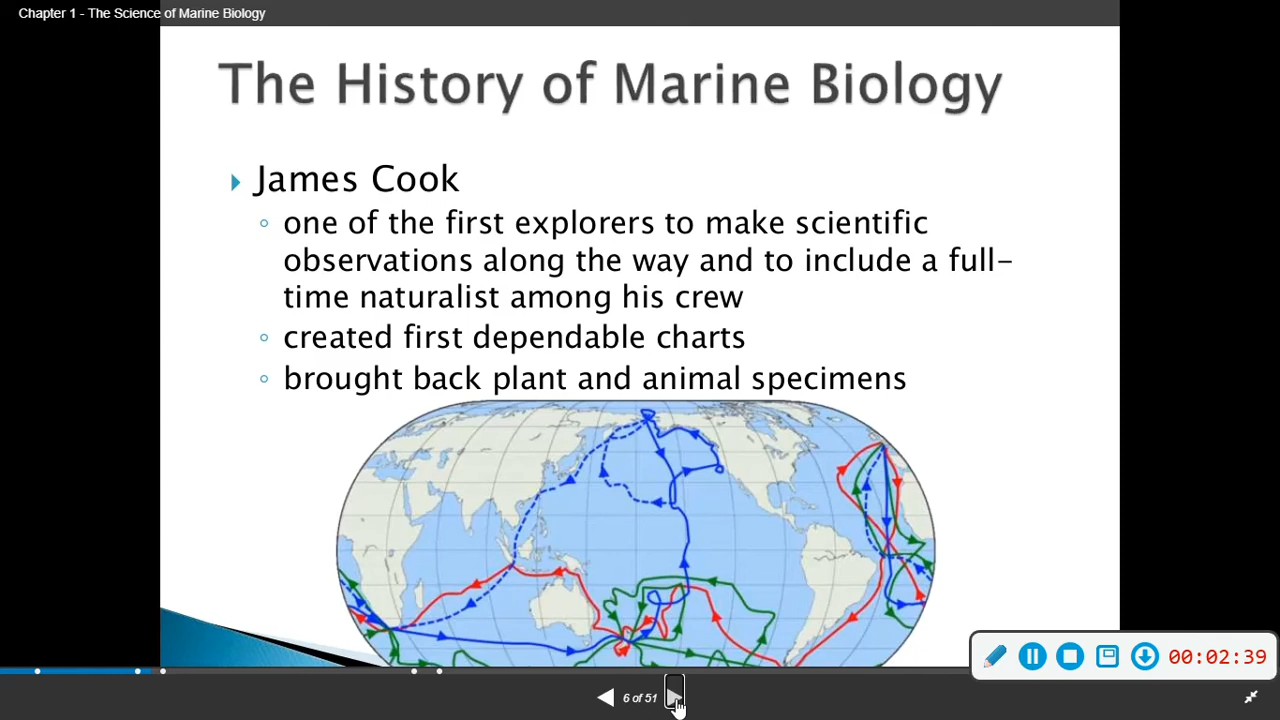 Chapter 1 - The Science of Marine Biology
The History of Marine Biology
James Cook
one of the first explorers to make scientific
observations along the way and to include a full-
time naturalist among his crew
created first dependable charts
brought back plant and animal specimens
00:02:39
6 of 51